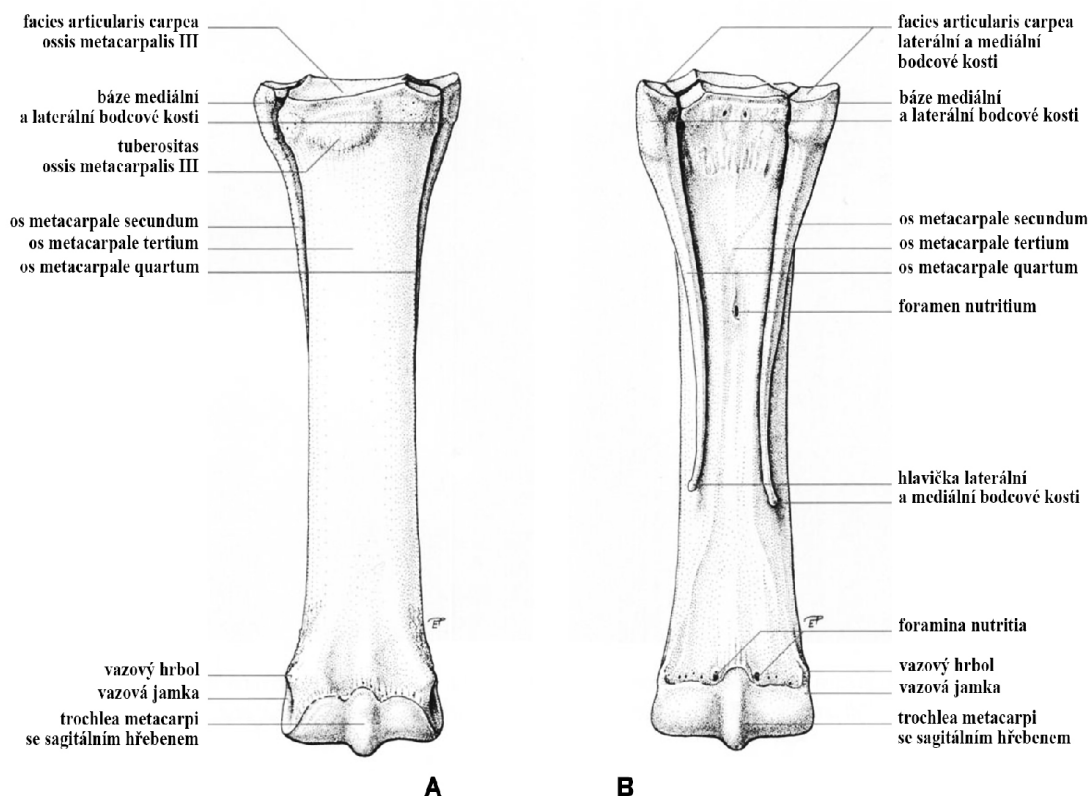 facies articularis carpea
ossis metacarpalis III
báze mediální
a laterální bodcové kosti
tuberositas
ossis metacarpalis III
os metacarpale secundum
os metacarpale tertium
os metacarpale quartum
vazový hrbol
vazová jamka
trochlea metacarpi
se sagitálním hřebenem
A
facies articularis carpea
laterální a mediální
bodcové kosti
báze mediální
a laterální bodcové kosti
os metacarpale secundum
os metacarpale tertium
os metacarpale quartum
foramen nutritium
hlavička laterální
a mediální bodcové kosti
foramina nutritia
vazový hrbol
vazová jamka
trochlea metacarpi
se sagitálním hřebenem
B